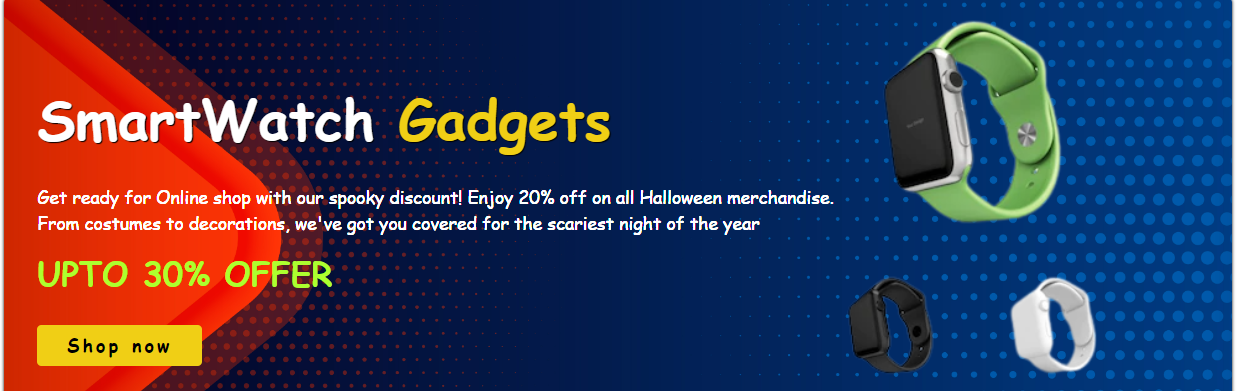 SmartWatch Gadgets
Get ready for Online shop with our spooky discount! Enjoy 20% off on all Halloween merchandise.
From costumes to decorations, we've got you covered for the scariest night of the year
UPTO 30% OFFER
Shop now